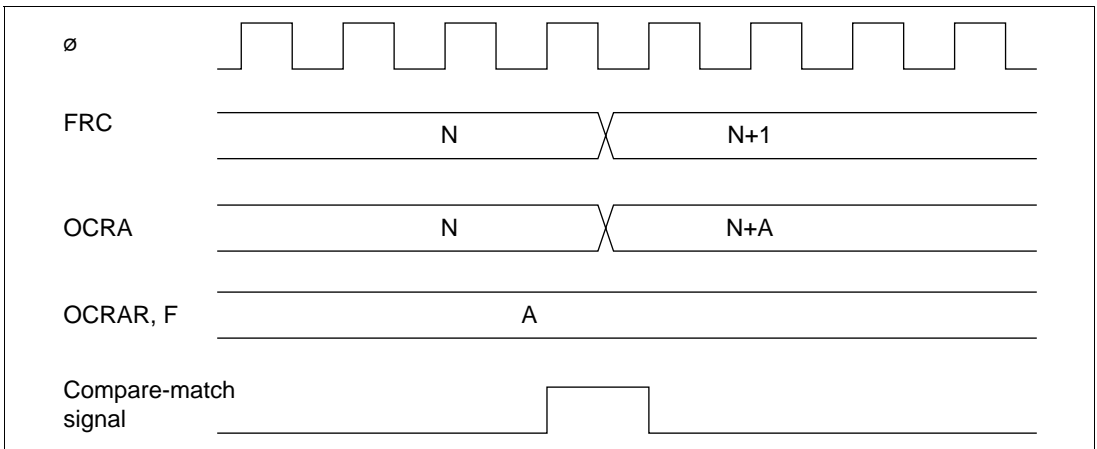 ø
FRC N N+1
OCRA N N+A
OCRAR, F A
Compare-match
signal